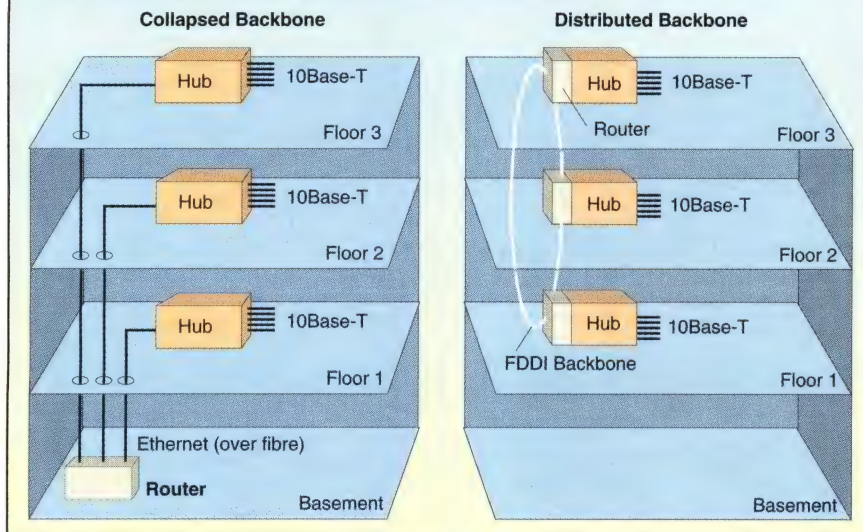 Collapsed Backbone
Hub
10Base-T
Floor 3
Hub
10Base-T
Floor 2
Hub
10Base-T
Floor 1
Ethernet (over fibre)
Router
Basement
Distributed Backbone
Hub
10Base-T
Router
Floor 3
Hub
10Base-T
Floor 2
Hub
10Base-T
FDDI Backbone
Floor 1
Basement